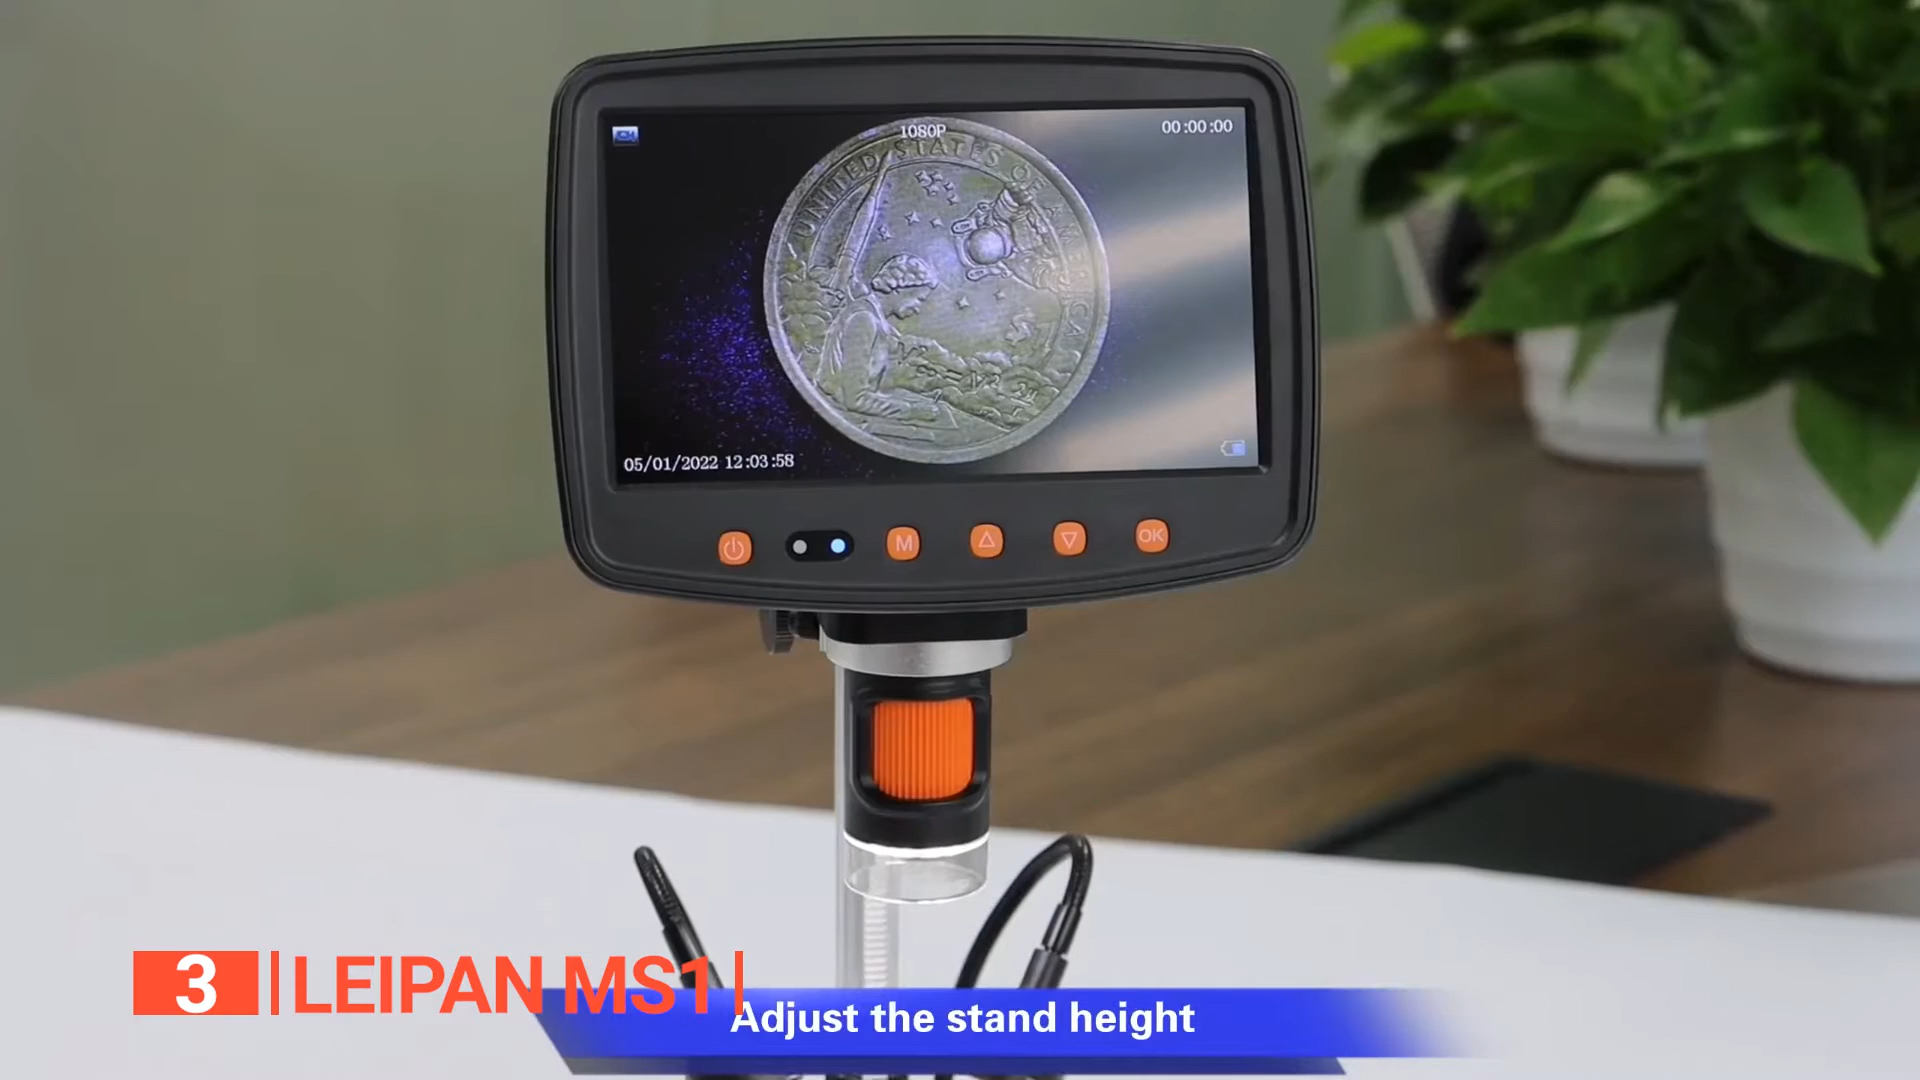 1080P
00:00:00
UNITED STATES OF AMERICA
05/01/2022 12:03:58
M
OK
3 LEIPAN MS1
Adjust the stand height